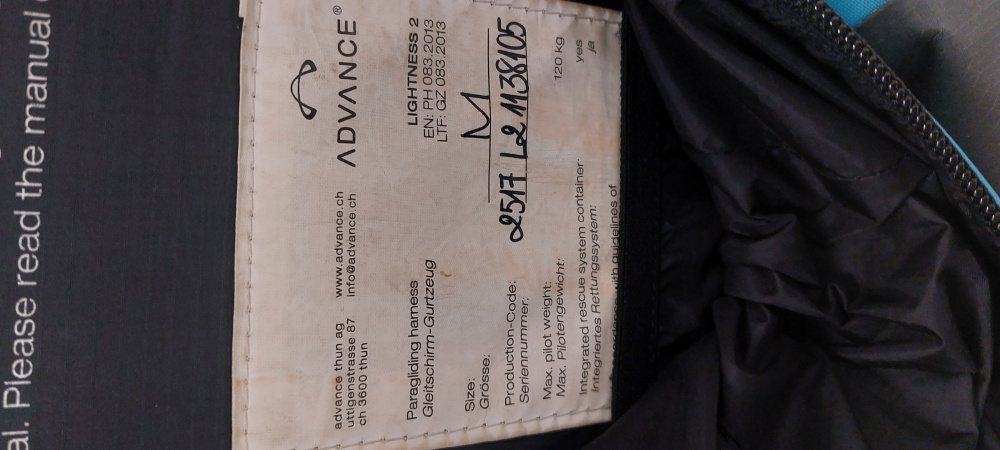 al. Please read the manual
ADVANCE®
advance thun ag www.advance.ch
uttigenstrasse 87 info@advance.ch
ch 3600 thun
Paragliding harness LIGHTNESS 2
Gleitschirm-Gurtzeug EN: PH 083.2013
LTF: GZ 083.2013
Size: M
Grösse:
Production-Code: 2517 L2 1138105
Seriennummer:
Max. pilot weight: 120 kg
Max. Pilotengewicht:
Integrated rescue system container: yes
Integriertes Rettungssystem: ja
with guidelines of